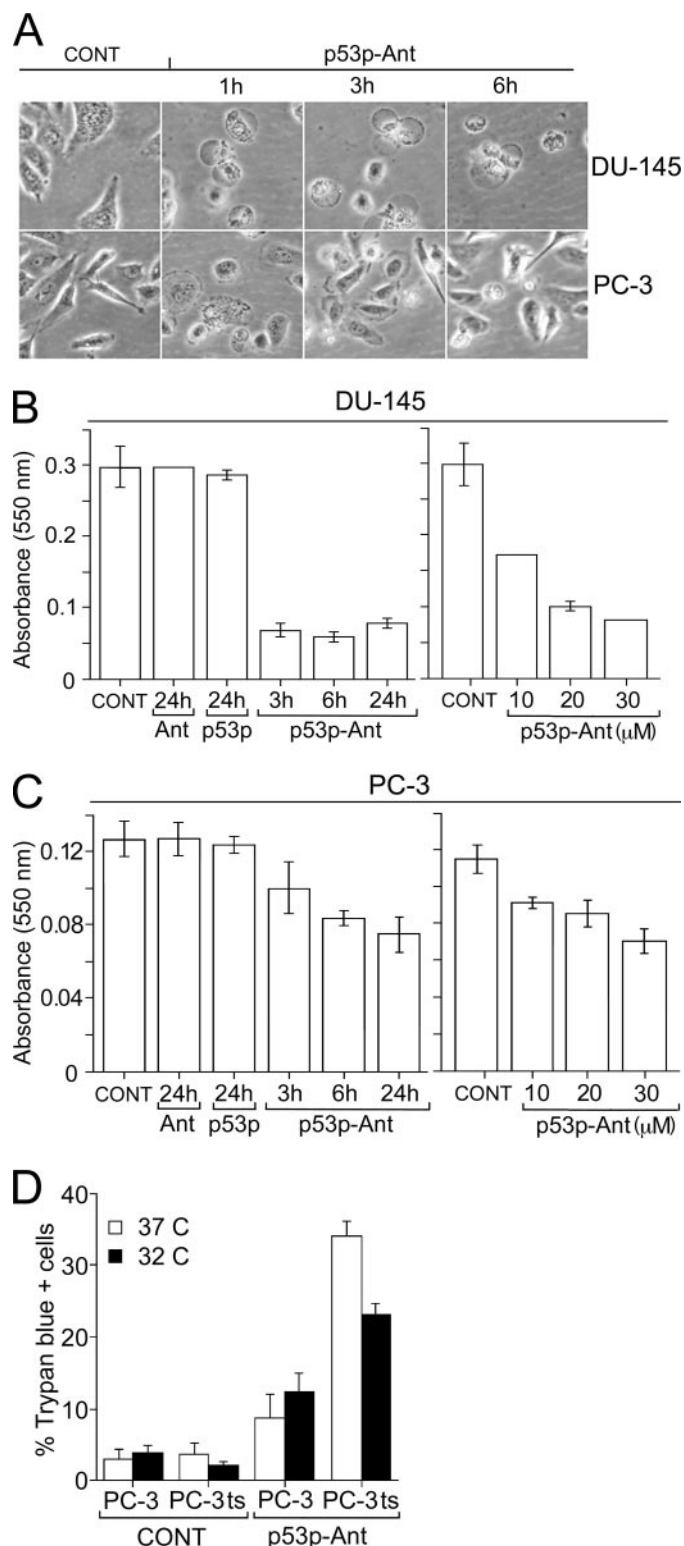 A
CONT p53p-Ant
1h 3h 6h
DU-145
PC-3
B
DU-145
Absorbance (550 nm)
0.3
0.2
0.1
0
CONT 24h 24h 3h 6h 24h CONT 10 20 30
Ant p53p p53p-Ant p53p-Ant (μM)
C
PC-3
Absorbance (550 nm)
0.12
0.08
0.04
0
CONT 24h 24h 3h 6h 24h CONT 10 20 30
Ant p53p p53p-Ant p53p-Ant (μM)
D
% Trypan blue + cells
40
30
20
10
0
37 C
32 C
PC-3 PC-3ts PC-3 PC-3ts
CONT p53p-Ant